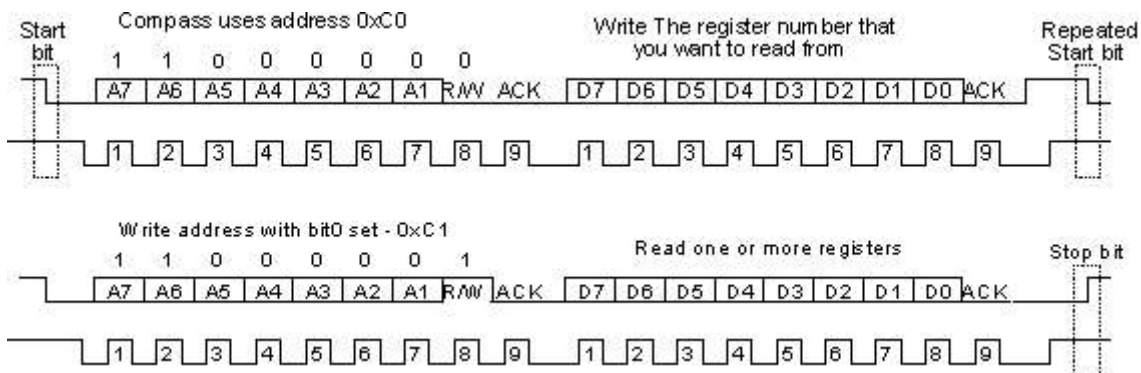 Start bit
Compass uses address 0xC0
Write The register number that
you want to read from
Repeated Start bit
1 1 0 0 0 0 0 0
A7 A6 A5 A4 A3 A2 A1 R/W ACK D7 D6 D5 D4 D3 D2 D1 D0 ACK
1 2 3 4 5 6 7 8 9 1 2 3 4 5 6 7 8 9
Write address with bit0 set - 0xC1
Read one or more registers
Stop bit
1 1 0 0 0 0 0 1
A7 A6 A5 A4 A3 A2 A1 R/W ACK D7 D6 D5 D4 D3 D2 D1 D0 ACK
1 2 3 4 5 6 7 8 9 1 2 3 4 5 6 7 8 9